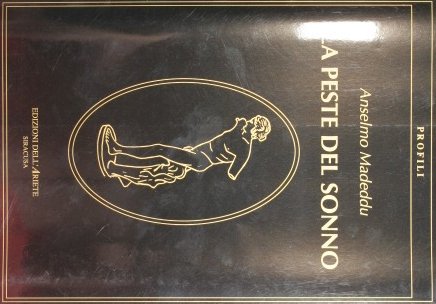 PROFILI
Anselmo Madeddu
LA PESTE DEL SONNO
EDIZIONI DELL'ARIETE
SIRACUSA